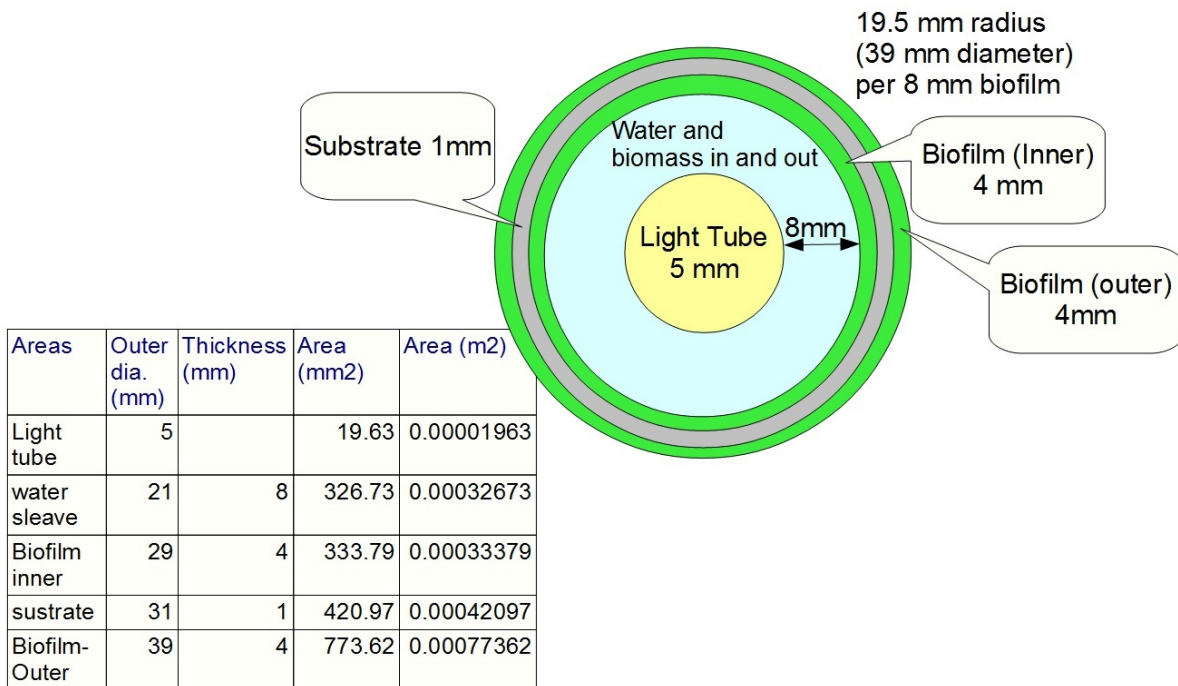 19.5 mm radius
(39 mm diameter)
per 8 mm biofilm
Substrate 1mm
Water and
biomass in and out
Biofilm (Inner)
4 mm
8mm
Light Tube
5 mm
Biofilm (outer)
4mm
Areas Outer dia. (mm) Thickness (mm) Area (mm2) Area (m2)
Light tube 5 19.63 0.00001963
water sleave 21 8 326.73 0.00032673
Biofilm inner 29 4 333.79 0.00033379
sustrate 31 1 420.97 0.00042097
Biofilm-Outer 39 4 773.62 0.00077362